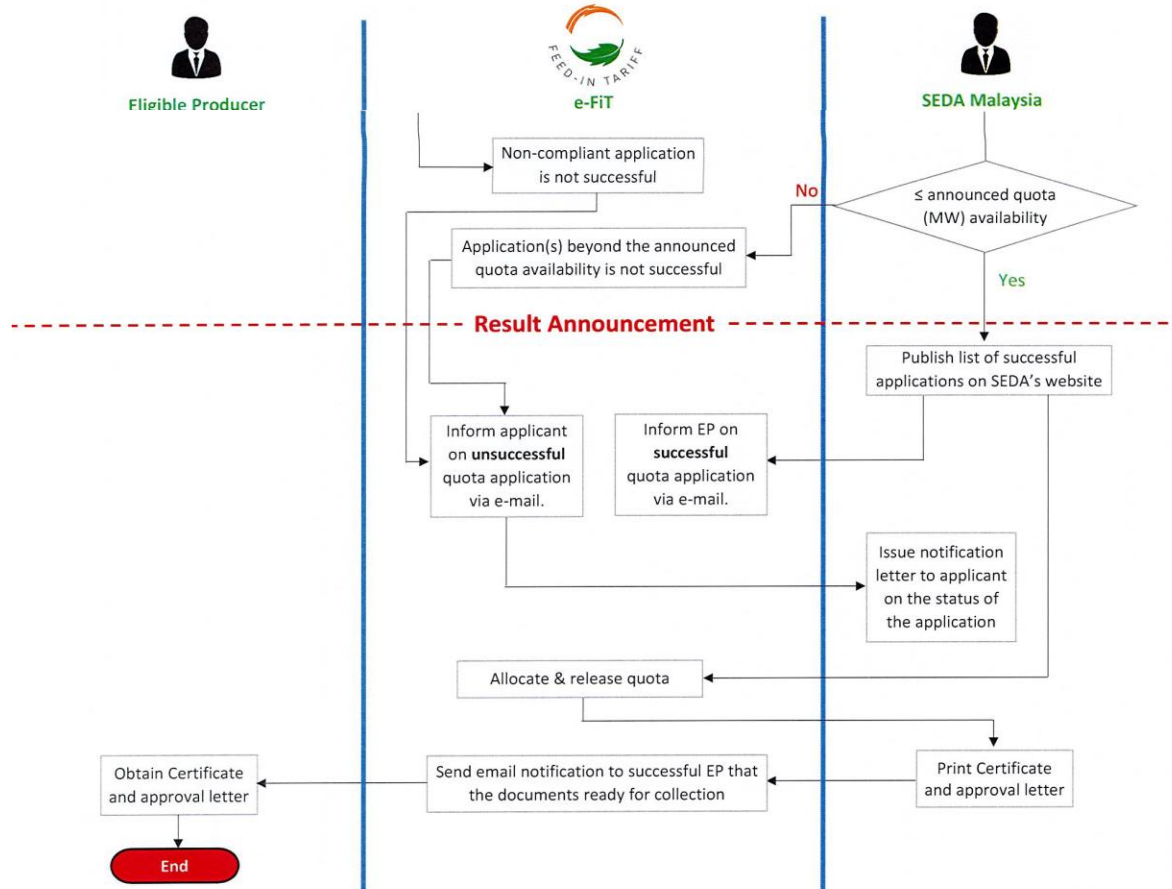 FEED-IN TARIFF
Eligible Producer
e-FiT
SEDA Malaysia
Non-compliant application
is not successful
No
≤ announced quota
(MW) availability
Application(s) beyond the announced
quota availability is not successful
Yes
Result Announcement
Publish list of successful
applications on SEDA's website
Inform applicant
on unsuccessful
quota application
via e-mail.
Inform EP on
successful
quota application
via e-mail.
Issue notification
letter to applicant
on the status of
the application
Allocate & release quota
Obtain Certificate
and approval letter
Send email notification to successful EP that
the documents ready for collection
Print Certificate
and approval letter
End